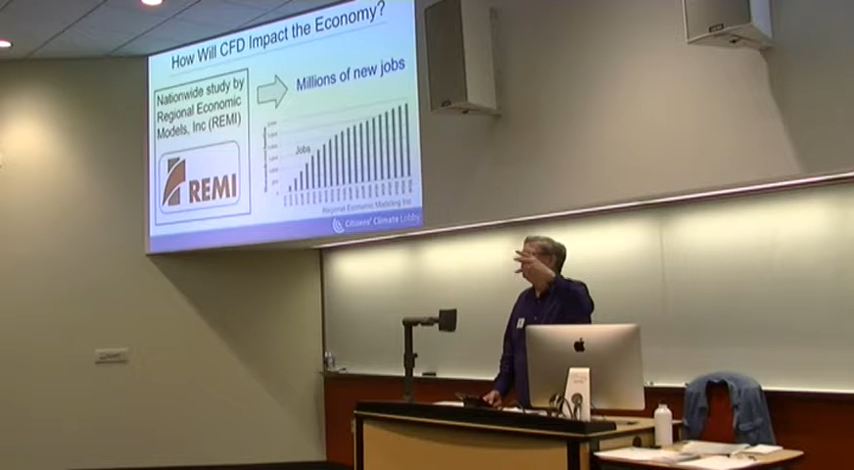 How Will CFD Impact the Economy?
Nationwide study by
Regional Economic
Models, Inc (REMI)
REMI
Millions of new jobs
Jobs
Regional Economic Modeling Inc
Citizens' Climate Lobby